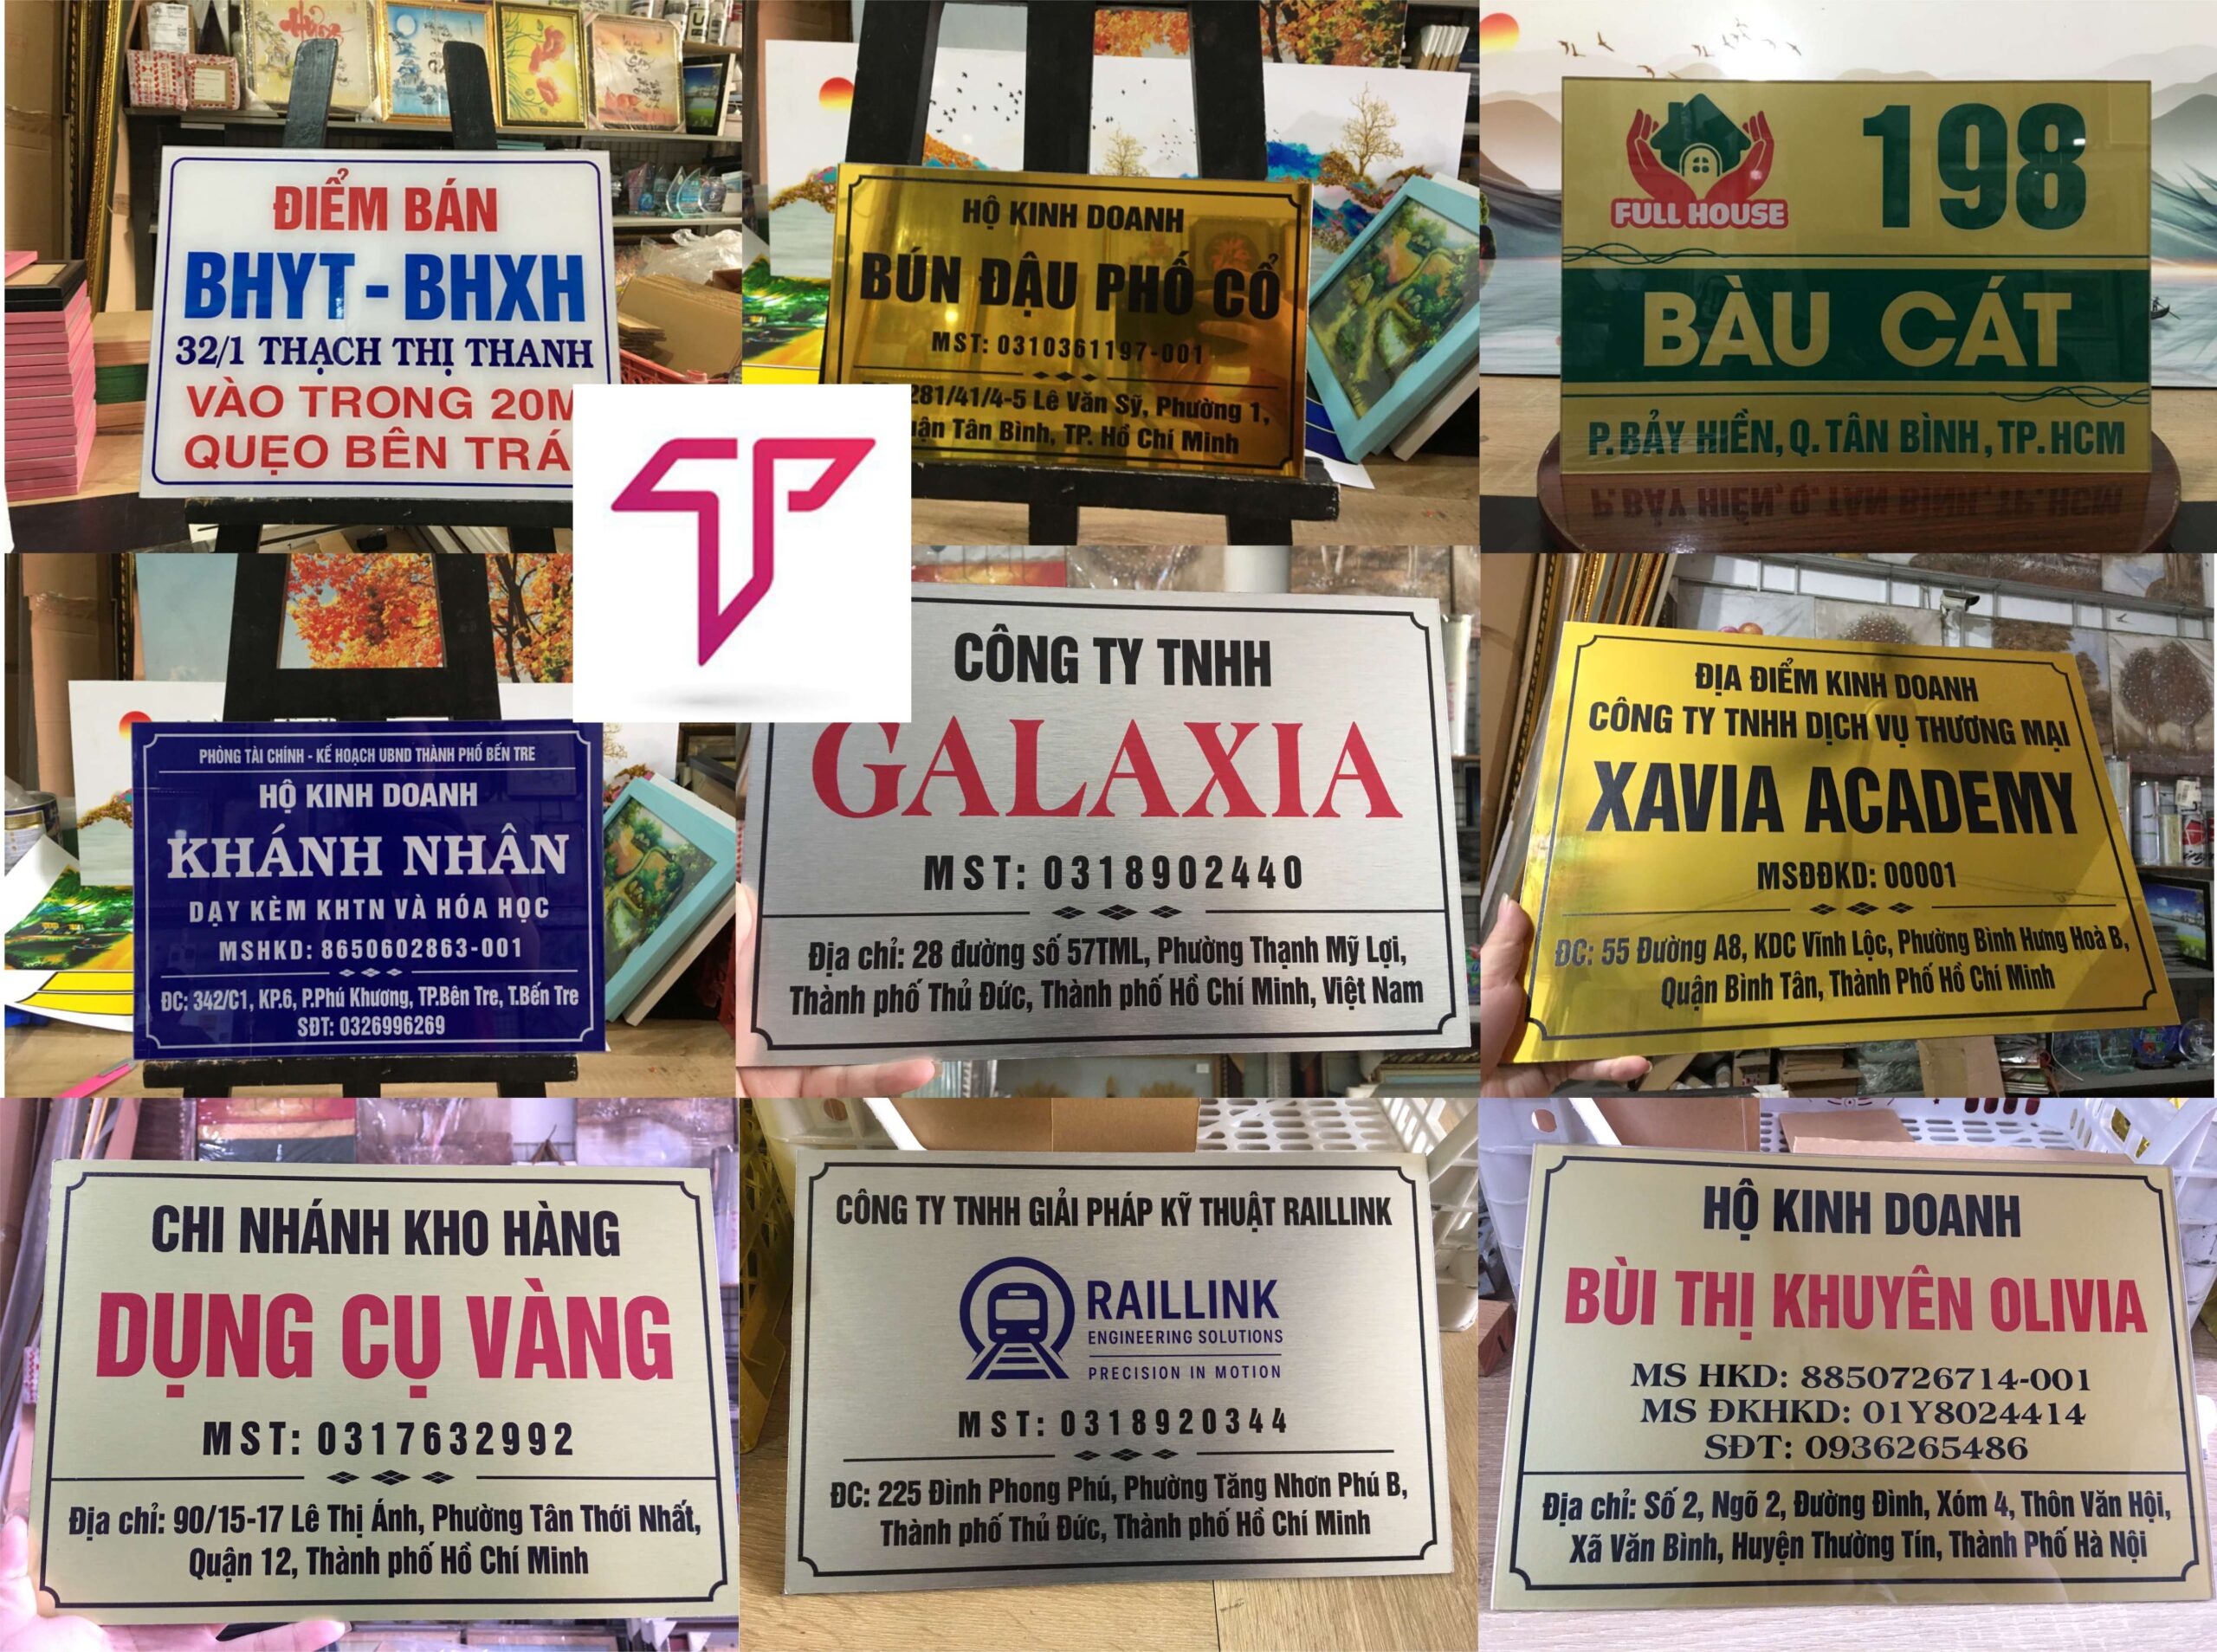 ĐIỂM BÁN
BHYT - BHXH
32/1 THẠCH THỊ THANH
VÀO TRONG 20M
QUẸO BÊN TRÁ
HỘ KINH DOANH
BÚN ĐẬU PHỐ CỔ
MST: 0310361197-001
281/41/4-5 Lê Văn Sỹ, Phường 1,
ận Tân Bình, TP. Hồ Chí Minh
FULL HOUSE
198
BÀU CÁT
P.BẢY HIỀN, Q. TÂN BÌNH, TP. HCM
PHÒNG TÀI CHÍNH - KẾ HOẠCH UBND THÀNH PHỐ BẾN TRE
HỘ KINH DOANH
KHÁNH NHÂN
DẠY KÈM KHTN VÀ HÓA HỌC
MSHKD: 8650602863-001
ĐC: 342/C1, KP.6, P.Phú Khương, TP.Bên Tre, T.Bến Tre
SĐT: 0326996269
CÔNG TY TNHH
GALAXIA
MST: 0318902440
Địa chỉ: 28 đường số 57TML, Phường Thạnh Mỹ Lợi,
Thành phố Thủ Đức, Thành phố Hồ Chí Minh, Việt Nam
ĐỊA ĐIỂM KINH DOANH
CÔNG TY TNHH DỊCH VỤ THƯƠNG MẠI
XAVIA ACADEMY
MSĐĐKD: 00001
ĐC: 55 Đường A8, KDC Vĩnh Lộc, Phường Bình Hưng Hoà B,
Quận Bình Tân, Thành Phố Hồ Chí Minh
CHI NHÁNH KHO HÀNG
DỤNG CỤ VÀNG
MST: 0317632992
Địa chỉ: 90/15-17 Lê Thị Ánh, Phường Tân Thới Nhất,
Quận 12, Thành phố Hồ Chí Minh
CÔNG TY TNHH GIẢI PHÁP KỸ THUẬT RAILLINK
RAILLINK
ENGINEERING SOLUTIONS
PRECISION IN MOTION
MST: 0318920344
ĐC: 225 Đình Phong Phú, Phường Tăng Nhơn Phú B,
Thành phố Thủ Đức, Thành phố Hồ Chí Minh
HỘ KINH DOANH
BÙI THỊ KHUYÊN OLIVIA
MS HKD: 8850726714-001
MS ĐKHKD: 01Y8024414
SĐT: 0936265486
Địa chỉ: Số 2, Ngõ 2, Đường Đình, Xóm 4, Thôn Văn Hội,
Xã Văn Bình, Huyện Thường Tín, Thành Phố Hà Nội